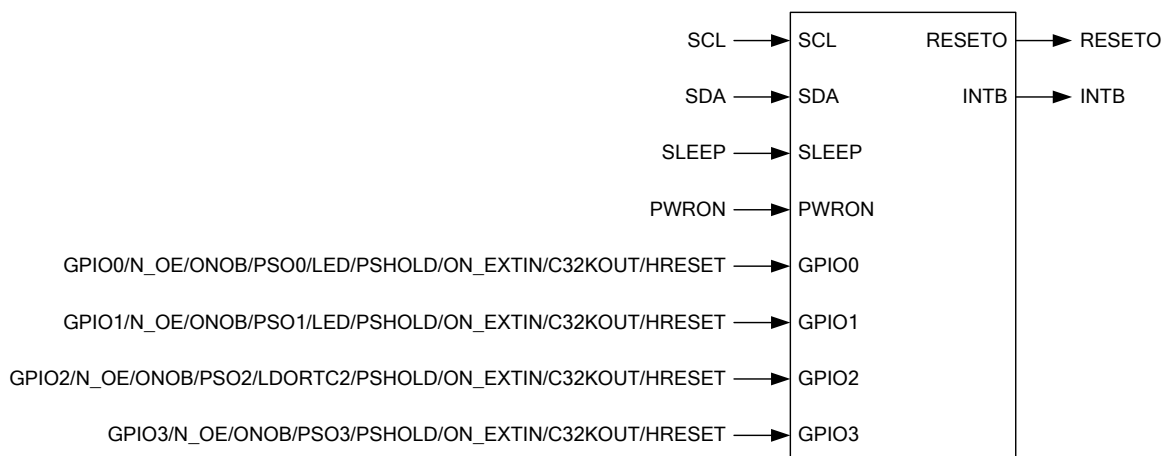 SCL SCL RESETO RESETO
SDA SDA INTB INTB
SLEEP SLEEP
PWRON PWRON
GPIO0/N_OE/ONOB/PSO0/LED/PSHOLD/ON_EXTIN/C32KOUT/HRESET GPIO0
GPIO1/N_OE/ONOB/PSO1/LED/PSHOLD/ON_EXTIN/C32KOUT/HRESET GPIO1
GPIO2/N_OE/ONOB/PSO2/LDORTC2/PSHOLD/ON_EXTIN/C32KOUT/HRESET GPIO2
GPIO3/N_OE/ONOB/PSO3/PSHOLD/ON_EXTIN/C32KOUT/HRESET GPIO3